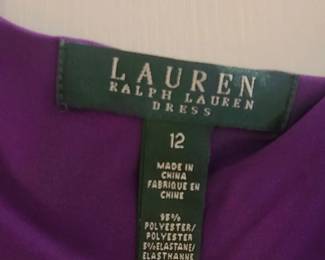 LAUREN
RALPH LAUREN
DRESS
12
MADE IN
CHINA
FABRIQUE EN
CHINE
95%
POLYESTER/
POLYESTER
5% ELASTANE/
ELASTHANNE